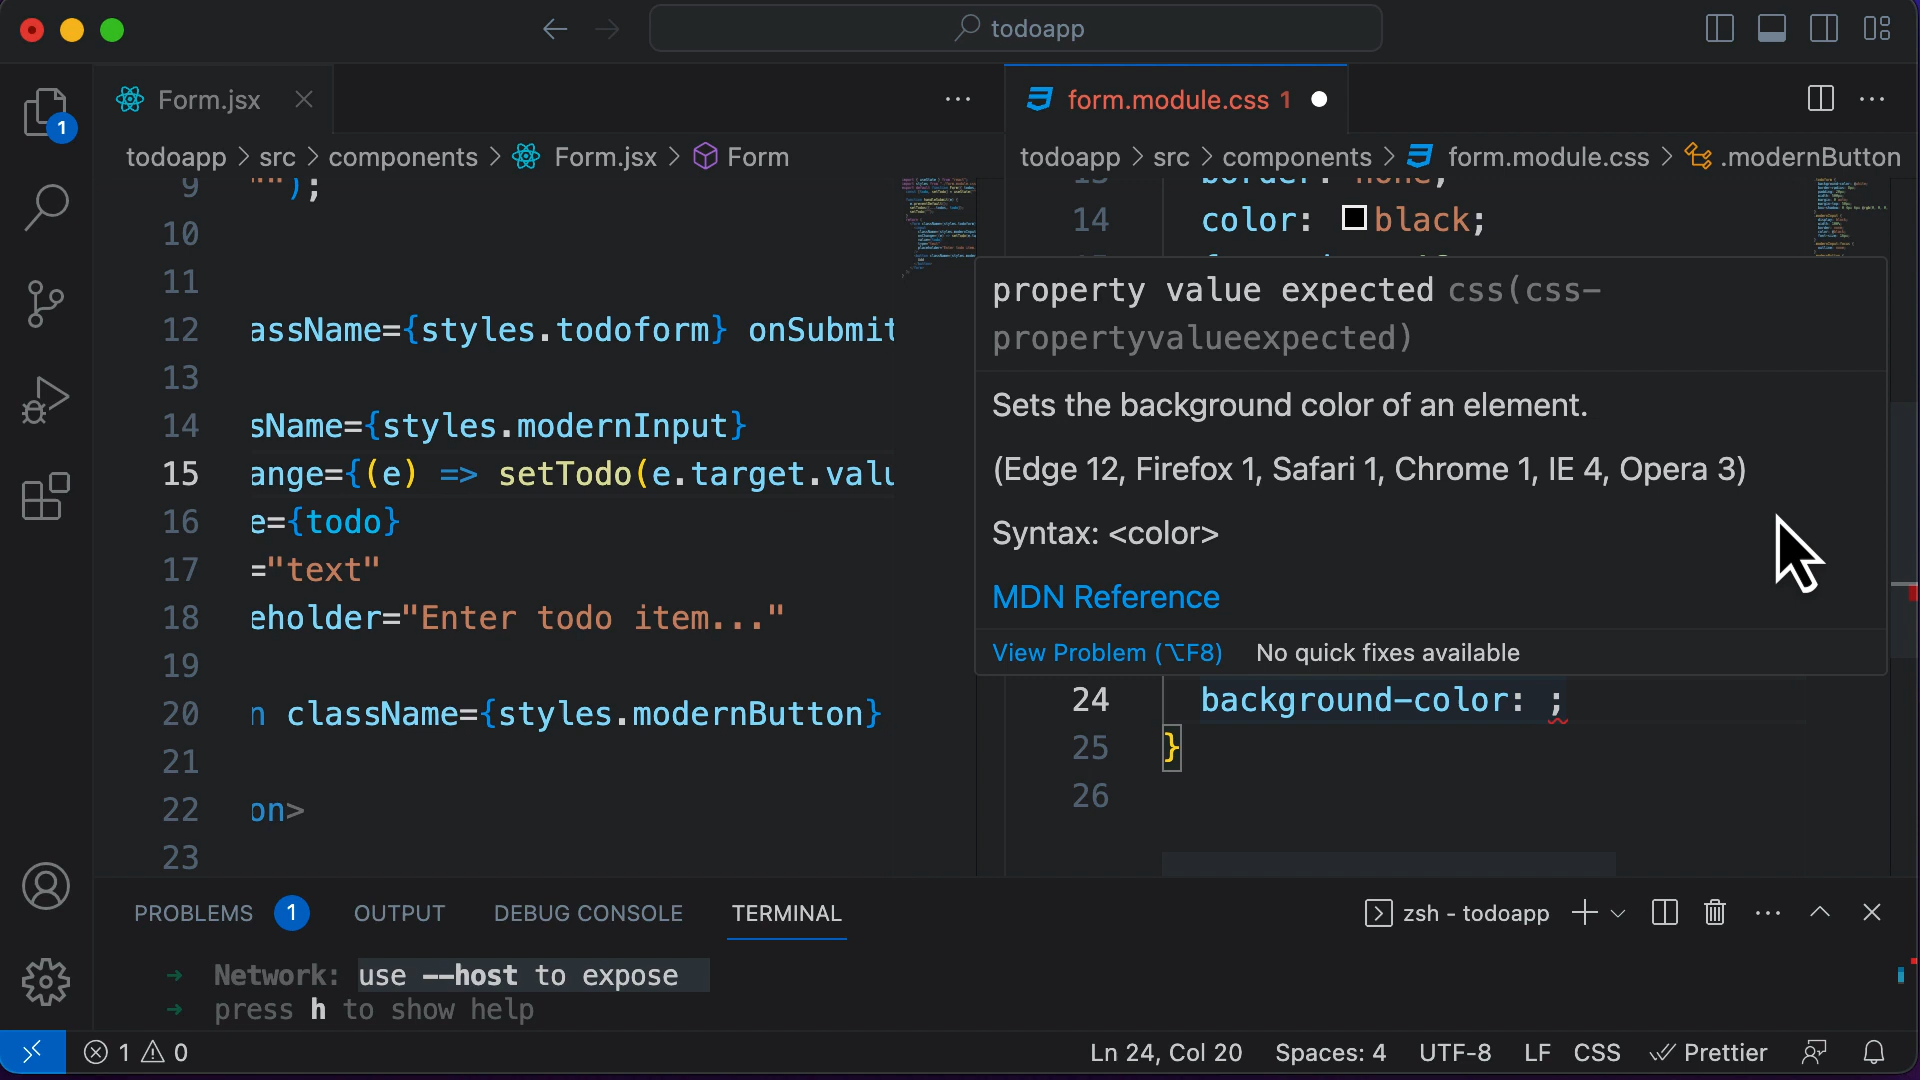 todoapp
Form.jsx
form.module.css 1
todoapp > src > components > Form.jsx > Form
todoapp > src > components > form.module.css > .modernButton
1
9 "");
10
11
12 assName={styles.todoform} onSubmit
13
14 sName={styles.modernInput}
15 ange={(e) => setTodo(e.target.valu
16 e={todo}
17 ="text"
18 eholder="Enter todo item..."
19
20 n className={styles.modernButton}
21
22 on>
23
border: none;
14 color: black;
property value expected css(css-
propertyvalueexpected)
Sets the background color of an element.
(Edge 12, Firefox 1, Safari 1, Chrome 1, IE 4, Opera 3)
Syntax: <color>
MDN Reference
View Problem (⌥F8) No quick fixes available
24 background-color: ;
25 }
26
PROBLEMS 1 OUTPUT DEBUG CONSOLE TERMINAL
zsh - todoapp
→ Network: use --host to expose
→ press h to show help
1 0
Ln 24, Col 20 Spaces: 4 UTF-8 LF CSS Prettier